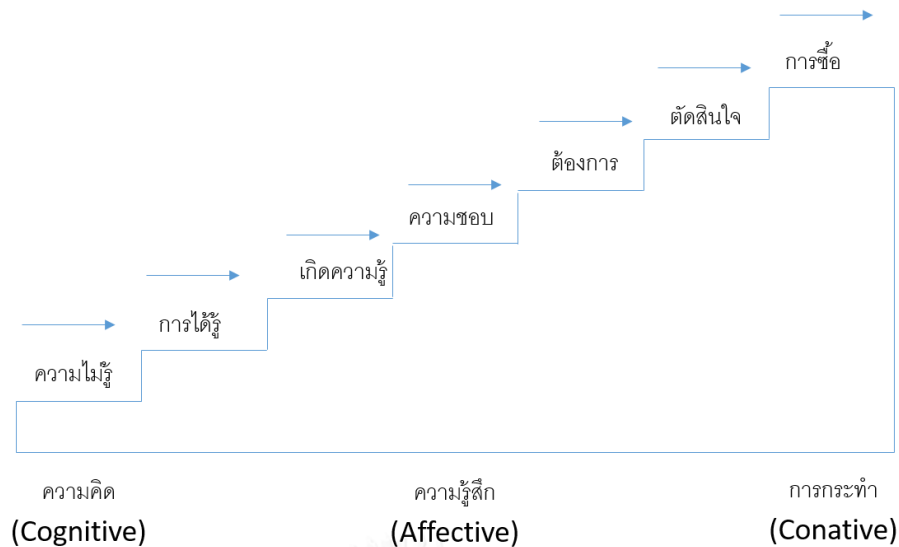 การซื้อ
ตัดสินใจ
ต้องการ
ความชอบ
เกิดความรู้
การได้รู้
ความไม่รู้
ความคิด ความรู้สึก การกระทำ
(Cognitive) (Affective) (Conative)